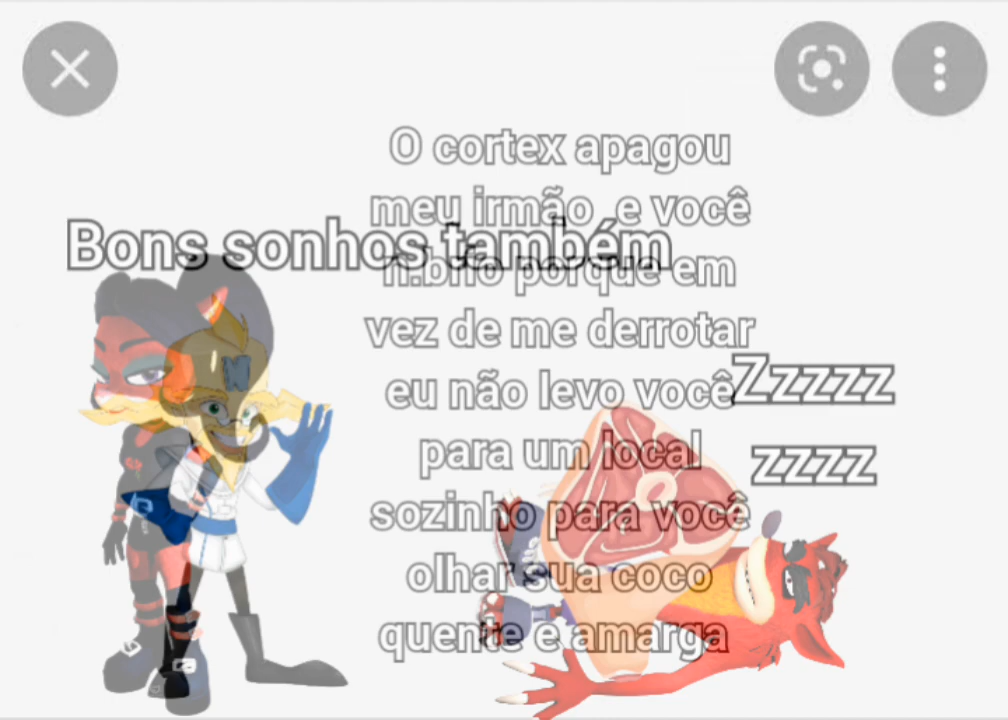 O cortex apagou
meu irmão e você
Bons sonhos também
n.brio porque em
vez de me derrotar
eu não levo você
Zzzzz
zzzz
para um local
sozinho para você
olhar sua coco
quente e amarga